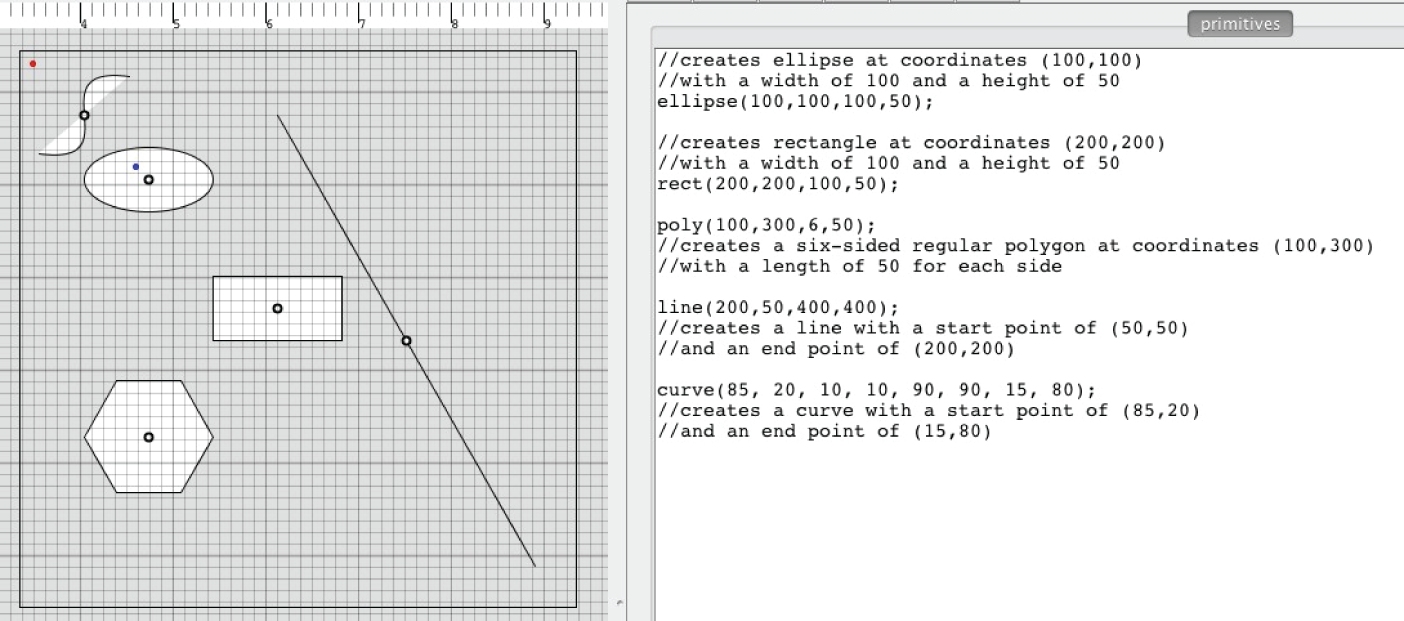 4 5 6 7 8 9
primitives
//creates ellipse at coordinates (100,100)
//with a width of 100 and a height of 50
ellipse(100,100,100,50);
//creates rectangle at coordinates (200,200)
//with a width of 100 and a height of 50
rect(200,200,100,50);
poly(100,300,6,50);
//creates a six-sided regular polygon at coordinates (100,300)
//with a length of 50 for each side
line(200,50,400,400);
//creates a line with a start point of (50,50)
//and an end point of (200,200)
curve(85, 20, 10, 10, 90, 90, 15, 80);
//creates a curve with a start point of (85,20)
//and an end point of (15,80)